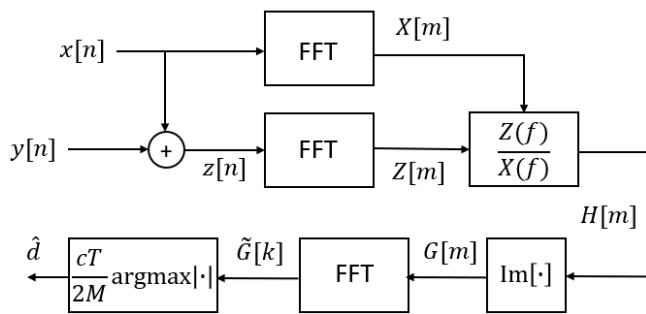 x[n]
FFT
X[m]
y[n]
+
z[n]
FFT
Z[m]
Z(f)
X(f)
H[m]
d̂
cT
2M
argmax|·|
G̃[k]
FFT
G[m]
Im[·]